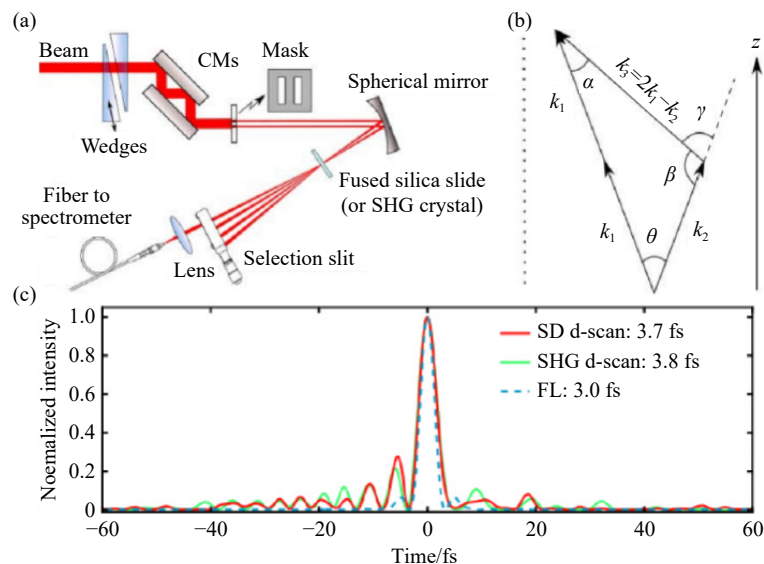 (a)
Beam
CMs
Mask
Spherical mirror
Wedges
Fused silica slide
(or SHG crystal)
Fiber to
spectrometer
Lens
Selection slit
(b)
z
k₃=2k₁−k₂
α
k₁
γ
β
k₁
θ
k₂
(c)
SD d-scan: 3.7 fs
SHG d-scan: 3.8 fs
FL: 3.0 fs
Noemalized intensity
1.0
0.8
0.6
0.4
0.2
0
−60
−40
−20
0
20
40
60
Time/fs